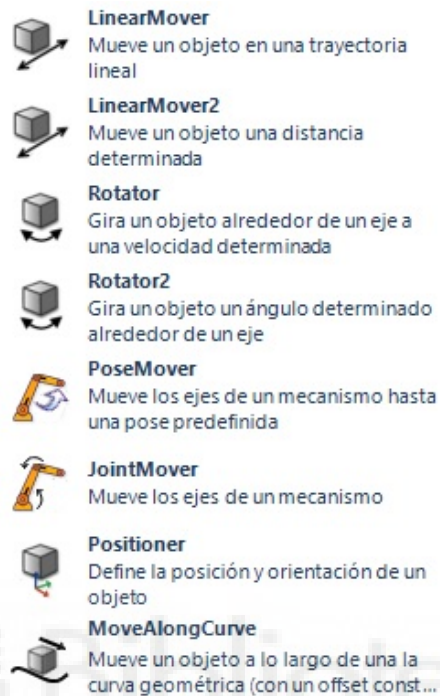 LinearMover
Mueve un objeto en una trayectoria
lineal
LinearMover2
Mueve un objeto una distancia
determinada
Rotator
Gira un objeto alrededor de un eje a
una velocidad determinada
Rotator2
Gira un objeto un ángulo determinado
alrededor de un eje
PoseMover
Mueve los ejes de un mecanismo hasta
una pose predefinida
JointMover
Mueve los ejes de un mecanismo
Positioner
Define la posición y orientación de un
objeto
MoveAlongCurve
Mueve un objeto a lo largo de una la
curva geométrica (con un offset const...